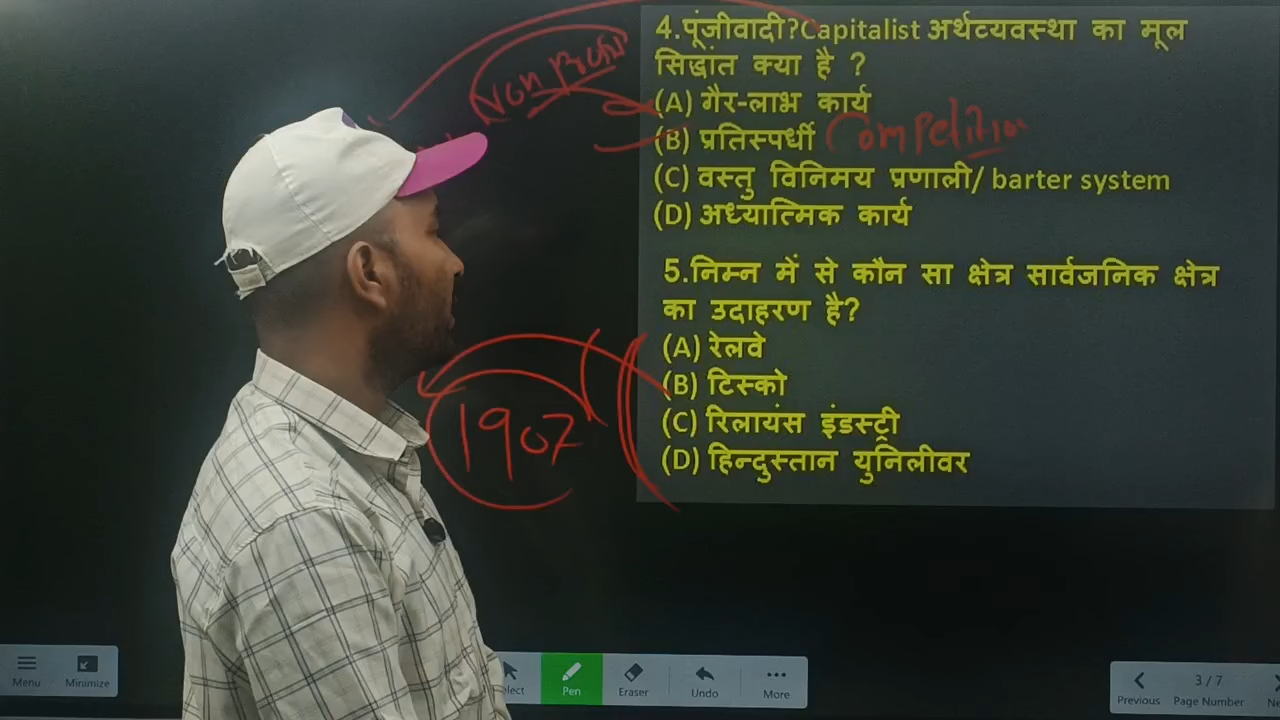 4.पूंजीवादी?Capitalist अर्थव्यवस्था का मूल
सिद्धांत क्या है ?
Non Profit
(A) गैर-लाभ कार्य
(B) प्रतिस्पर्धी Competition
(C) वस्तु विनिमय प्रणाली/ barter system
(D) अध्यात्मिक कार्य
5.निम्न में से कौन सा क्षेत्र सार्वजनिक क्षेत्र
का उदाहरण है?
(A) रेलवे
(B) टिस्को
1907
(C) रिलायंस इंडस्ट्री
(D) हिन्दुस्तान युनिलीवर
Menu
Minimize
Pen
Eraser
Undo
More
Previous
3 / 7
Page Number